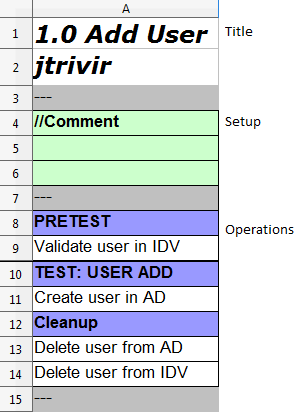 A
1 1.0 Add User Title
2 jtrivir
3 ---
4 //Comment Setup
5
6
7 ---
8 PRETEST Operations
9 Validate user in IDV
10 TEST: USER ADD
11 Create user in AD
12 Cleanup
13 Delete user from AD
14 Delete user from IDV
15 ---